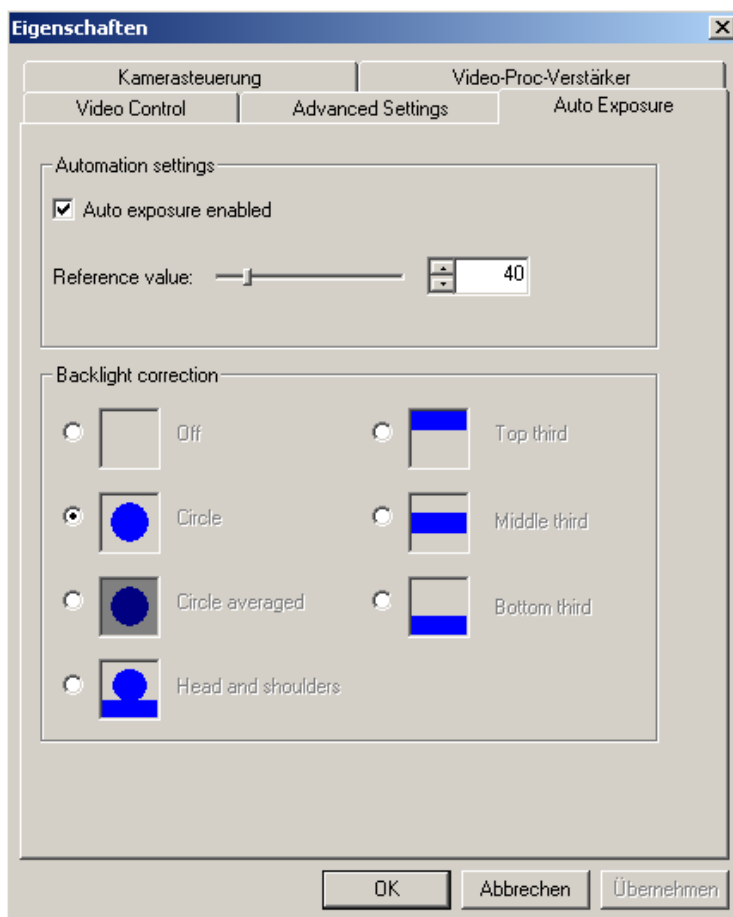 Eigenschaften
Kamerasteuerung
Video-Proc-Verstärker
Video Control
Advanced Settings
Auto Exposure
Automation settings
Auto exposure enabled
Reference value:
40
Backlight correction
Off
Top third
Circle
Middle third
Circle averaged
Bottom third
Head and shoulders
OK
Abbrechen
Übernehmen